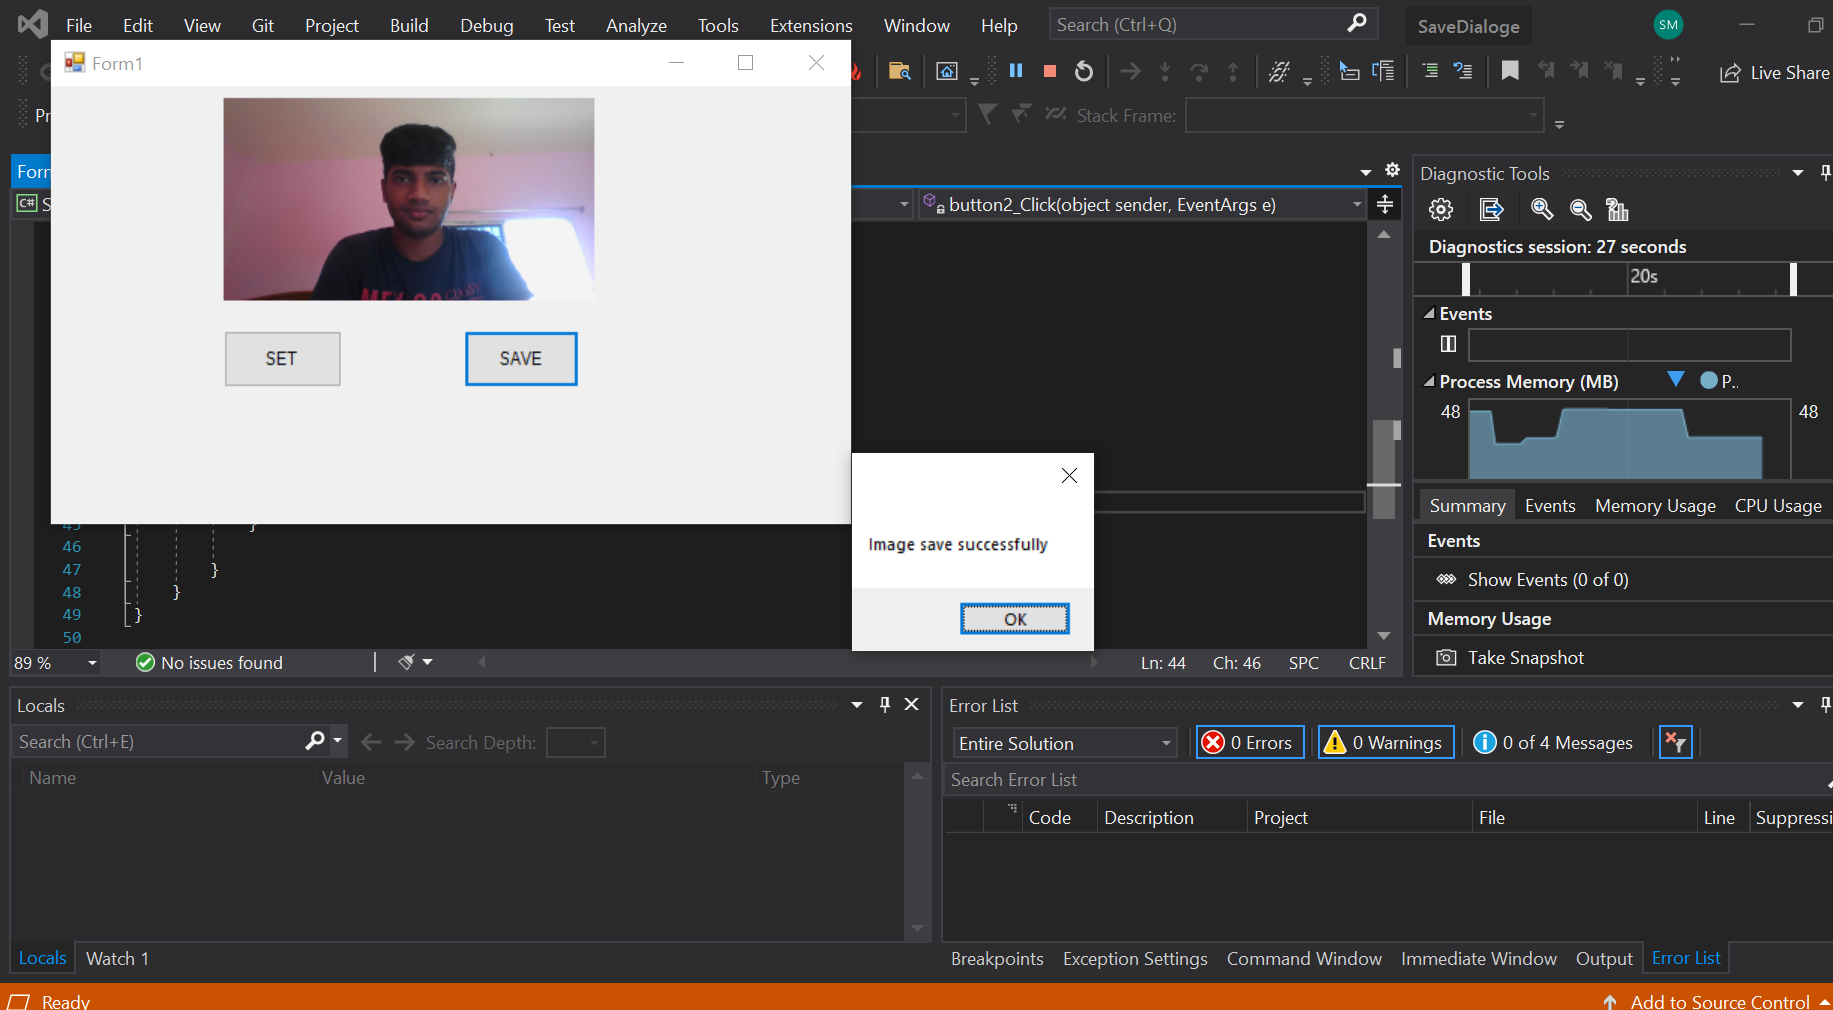 File Edit View Git Project Build Debug Test Analyze Tools Extensions Window Help Search (Ctrl+Q) SaveDialoge SM
Form1
Live Share
Pr
Stack Frame:
Form
C# S
button2_Click(object sender, EventArgs e)
SET
SAVE
45 }
46
47 }
48 }
49 }
50
Image save successfully
OK
89 %
No issues found
Ln: 44 Ch: 46 SPC CRLF
Diagnostic Tools
Diagnostics session: 27 seconds
20s
Events
Process Memory (MB) P..
48 48
Summary Events Memory Usage CPU Usage
Events
Show Events (0 of 0)
Memory Usage
Take Snapshot
Locals
Search (Ctrl+E) Search Depth:
Name Value Type
Locals Watch 1
Error List
Entire Solution 0 Errors 0 Warnings 0 of 4 Messages
Search Error List
Code Description Project File Line Suppressi
Breakpoints Exception Settings Command Window Immediate Window Output Error List
Ready
Add to Source Control